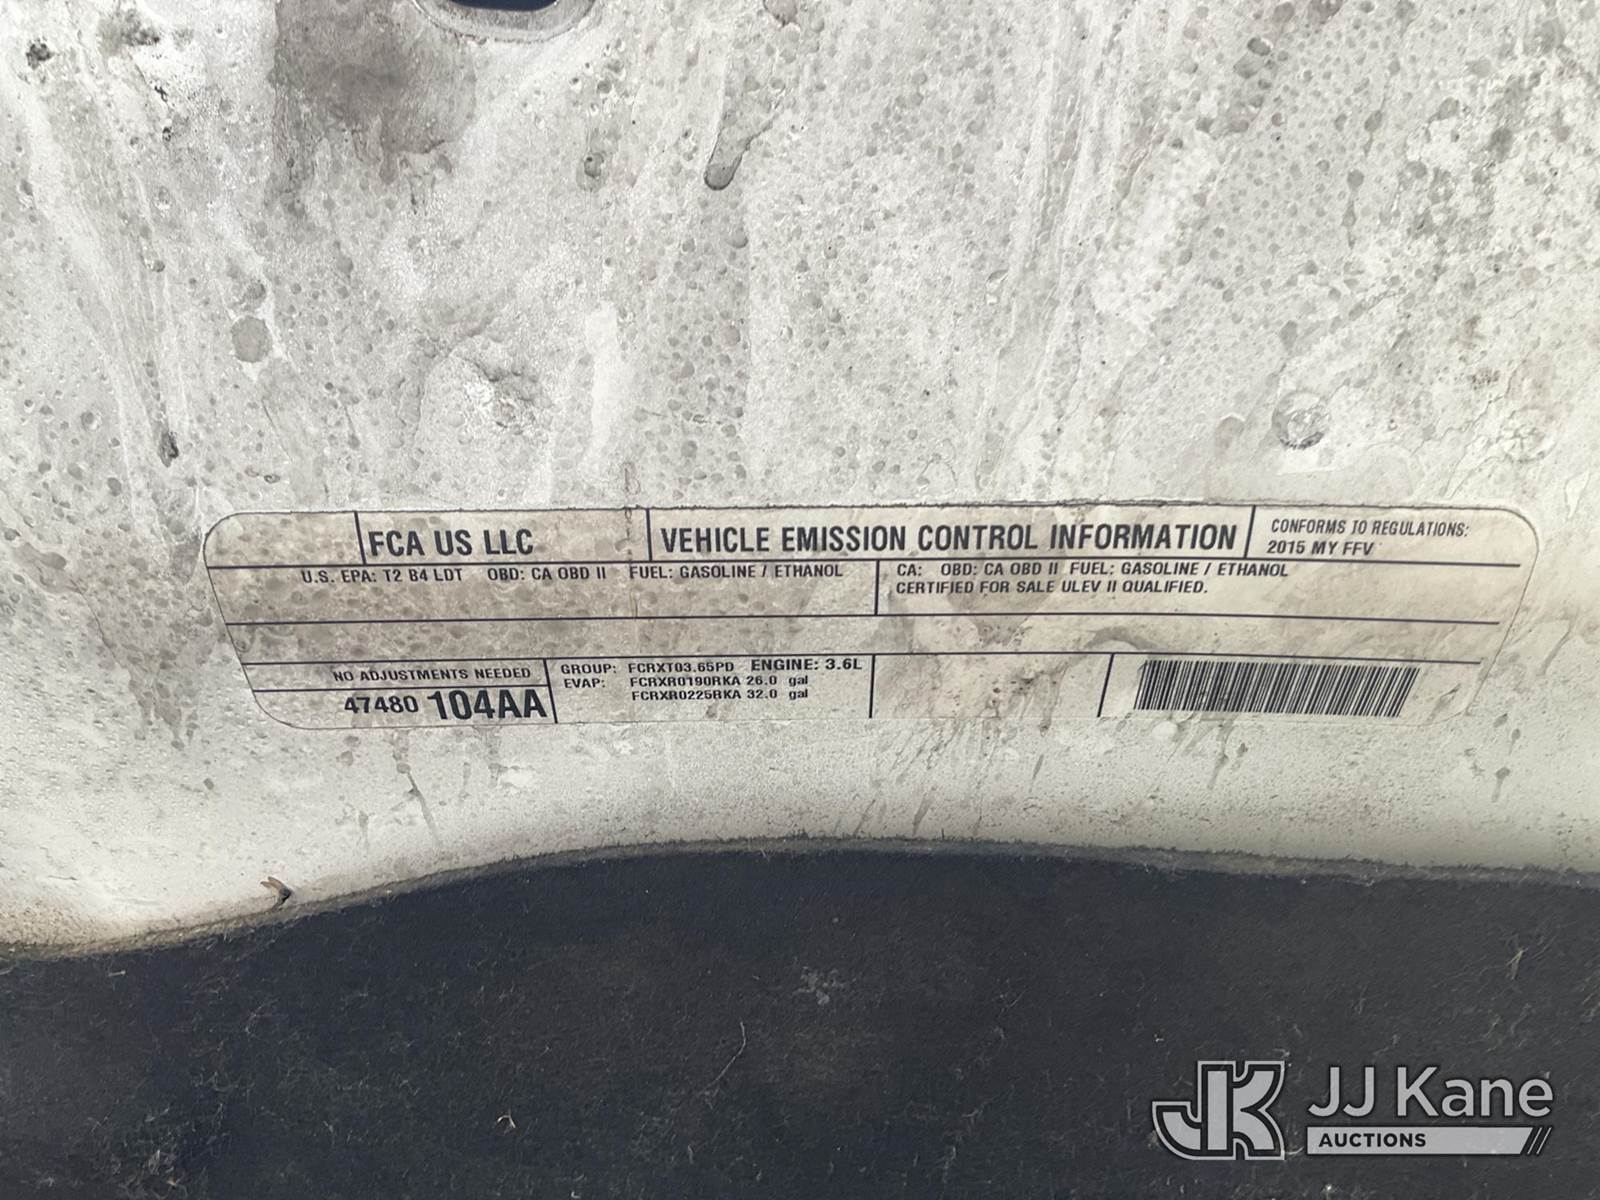 FCA US LLC
VEHICLE EMISSION CONTROL INFORMATION
CONFORMS TO REGULATIONS:
2015 MY FFV
U.S. EPA: T2 B4 LDT OBD: CA OBD II FUEL: GASOLINE / ETHANOL
CA: OBD: CA OBD II FUEL: GASOLINE / ETHANOL
CERTIFIED FOR SALE ULEV II QUALIFIED.
NO ADJUSTMENTS NEEDED
47480 104AA
GROUP: FCRXT03.65PD ENGINE: 3.6L
EVAP: FCRXR0190RKA 26.0 gal
FCRXR0225RKA 32.0 gal
JK JJ Kane
AUCTIONS